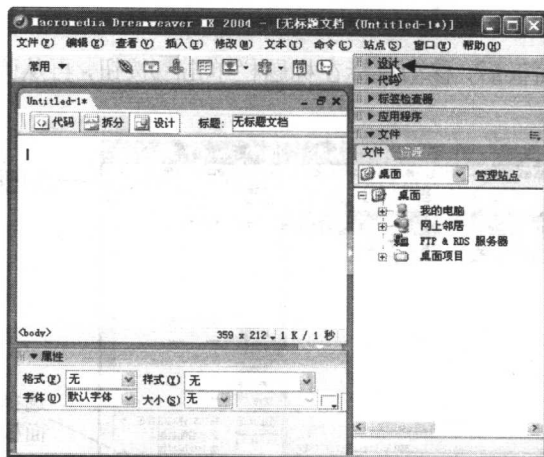 Macromedia Dreamweaver MX 2004 - [无标题文档 (Untitled-1*)]
文件(F) 编辑(E) 查看(V) 插入(I) 修改(M) 文本(T) 命令(C) 站点(S) 窗口(W) 帮助(H)
常用
设计
代码
标签检查器
应用程序
文件
Untitled-1*
代码 拆分 设计 标题: 无标题文档
文件 资源
桌面 管理站点
桌面
我的电脑
网上邻居
FTP & RDS 服务器
桌面项目
<body> 359 x 212 1 K / 1 秒
属性
格式(F) 无 样式(Y) 无
字体(O) 默认字体 大小(S) 无